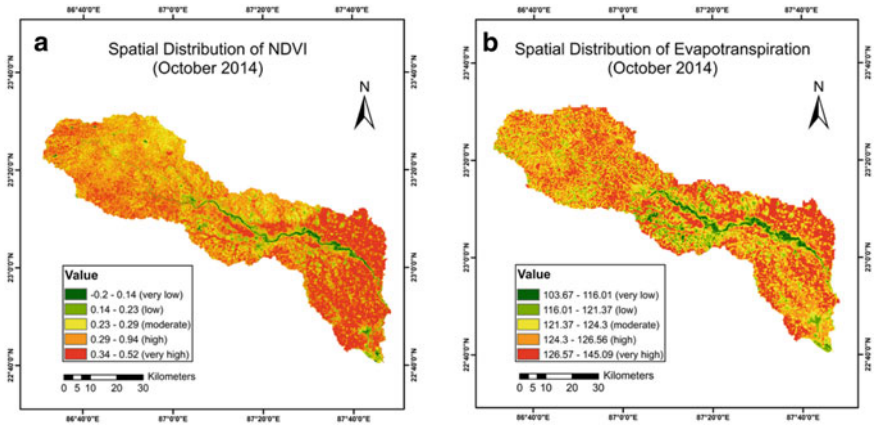 86°40'0"E 87°0'0"E 87°20'0"E 87°40'0"E
a
Spatial Distribution of NDVI
(October 2014)
N
23°40'0"N
23°20'0"N
23°0'0"N
22°40'0"N
Value
-0.2 - 0.14 (very low)
0.14 - 0.23 (low)
0.23 - 0.29 (moderate)
0.29 - 0.94 (high)
0.34 - 0.52 (very high)
Kilometers
0 5 10 20 30
86°40'0"E 87°0'0"E 87°20'0"E 87°40'0"E
86°40'0"E 87°0'0"E 87°20'0"E 87°40'0"E
b
Spatial Distribution of Evapotranspiration
(October 2014)
N
23°40'0"N
23°20'0"N
23°0'0"N
22°40'0"N
Value
103.67 - 116.01 (very low)
116.01 - 121.37 (low)
121.37 - 124.3 (moderate)
124.3 - 126.56 (high)
126.57 - 145.09 (very high)
Kilometers
0 5 10 20 30
86°40'0"E 87°0'0"E 87°20'0"E 87°40'0"E